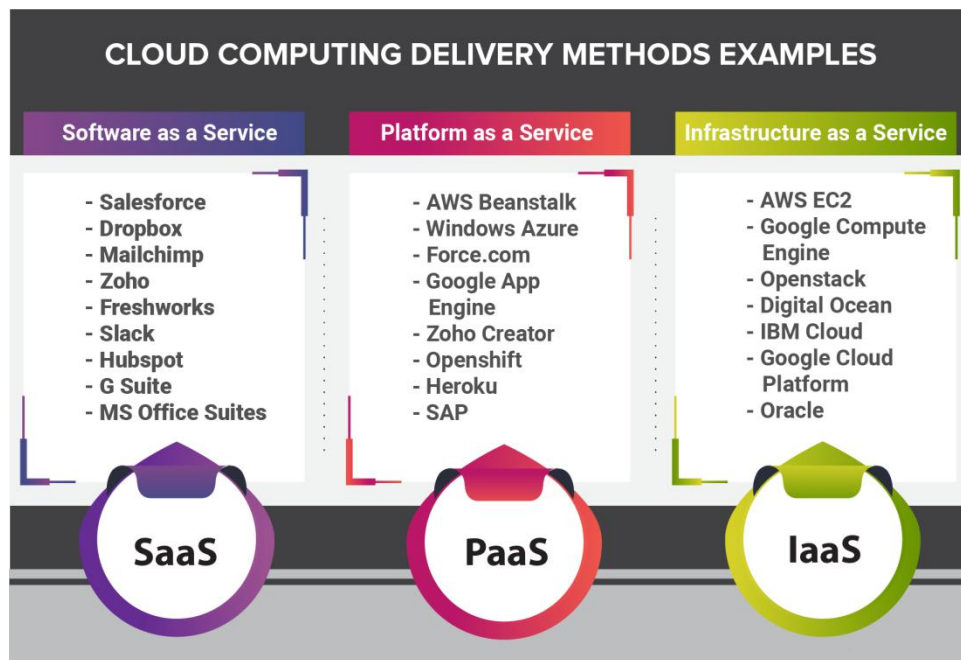 CLOUD COMPUTING DELIVERY METHODS EXAMPLES
Software as a Service
- Salesforce
- Dropbox
- Mailchimp
- Zoho
- Freshworks
- Slack
- Hubspot
- G Suite
- MS Office Suites
SaaS
Platform as a Service
- AWS Beanstalk
- Windows Azure
- Force.com
- Google App
Engine
- Zoho Creator
- Openshift
- Heroku
- SAP
PaaS
Infrastructure as a Service
- AWS EC2
- Google Compute
Engine
- Openstack
- Digital Ocean
- IBM Cloud
- Google Cloud
Platform
- Oracle
IaaS